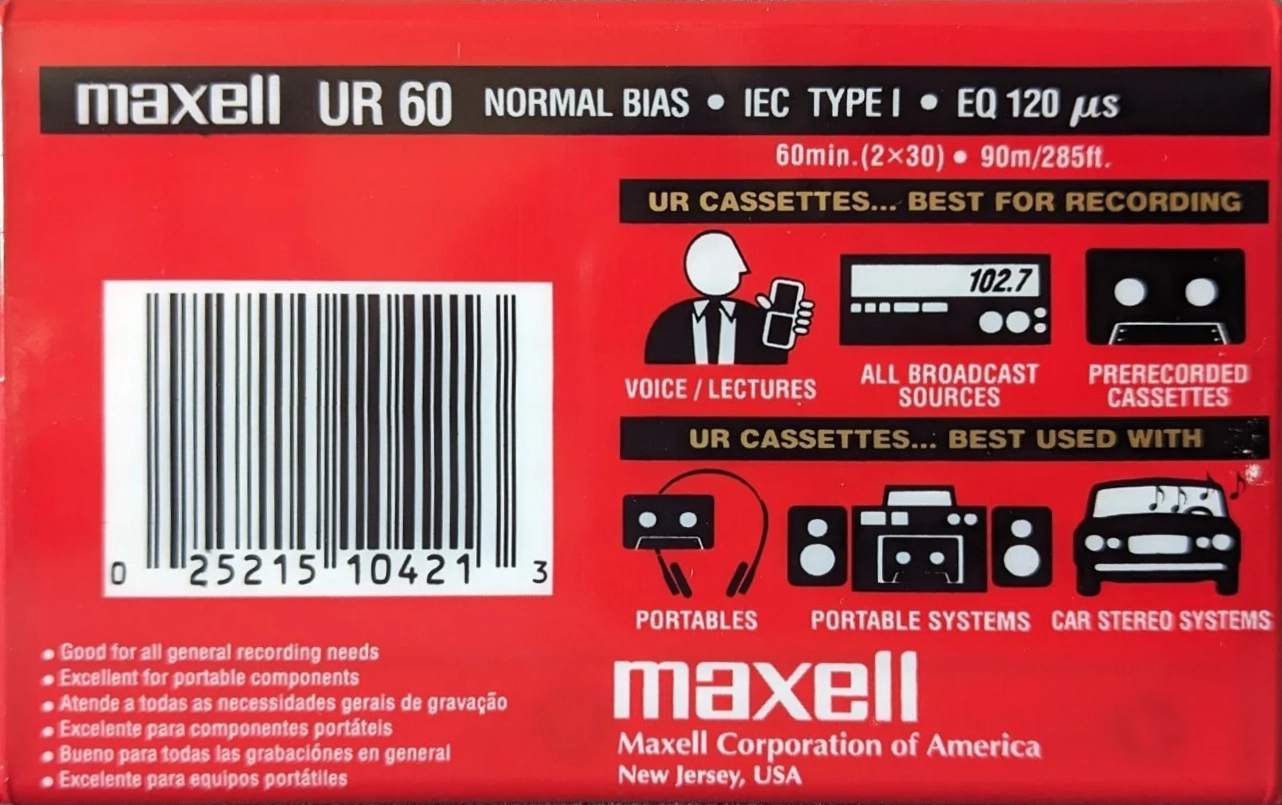 maxell UR 60 NORMAL BIAS • IEC TYPE I • EQ 120 µs
60min.(2×30) • 90m/285ft.
UR CASSETTES... BEST FOR RECORDING
102.7
VOICE / LECTURES
ALL BROADCAST
SOURCES
PRERECORDED
CASSETTES
UR CASSETTES... BEST USED WITH
PORTABLES
PORTABLE SYSTEMS
CAR STEREO SYSTEMS
0 25215 10421 3
• Good for all general recording needs
• Excellent for portable components
• Atende a todas as necessidades gerais de gravação
• Excelente para componentes portáteis
• Bueno para todas las grabaciónes en general
• Excelente para equipos portátiles
maxell
Maxell Corporation of America
New Jersey, USA